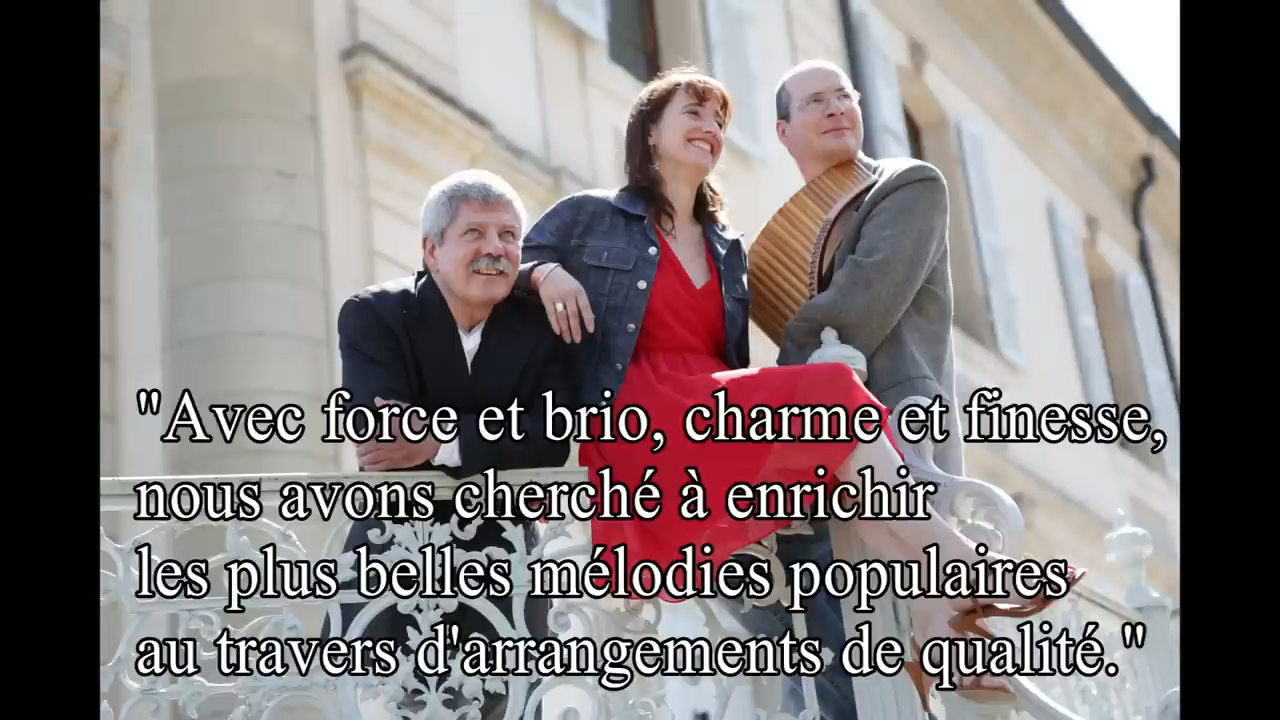 "Avec force et brio, charme et finesse,
nous avons cherché à enrichir
les plus belles mélodies populaires
au travers d'arrangements de qualité."